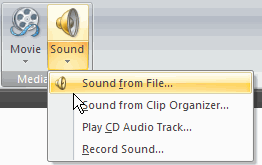 Movie Sound
Media
Sound from File...
Sound from Clip Organizer...
Play CD Audio Track...
Record Sound...